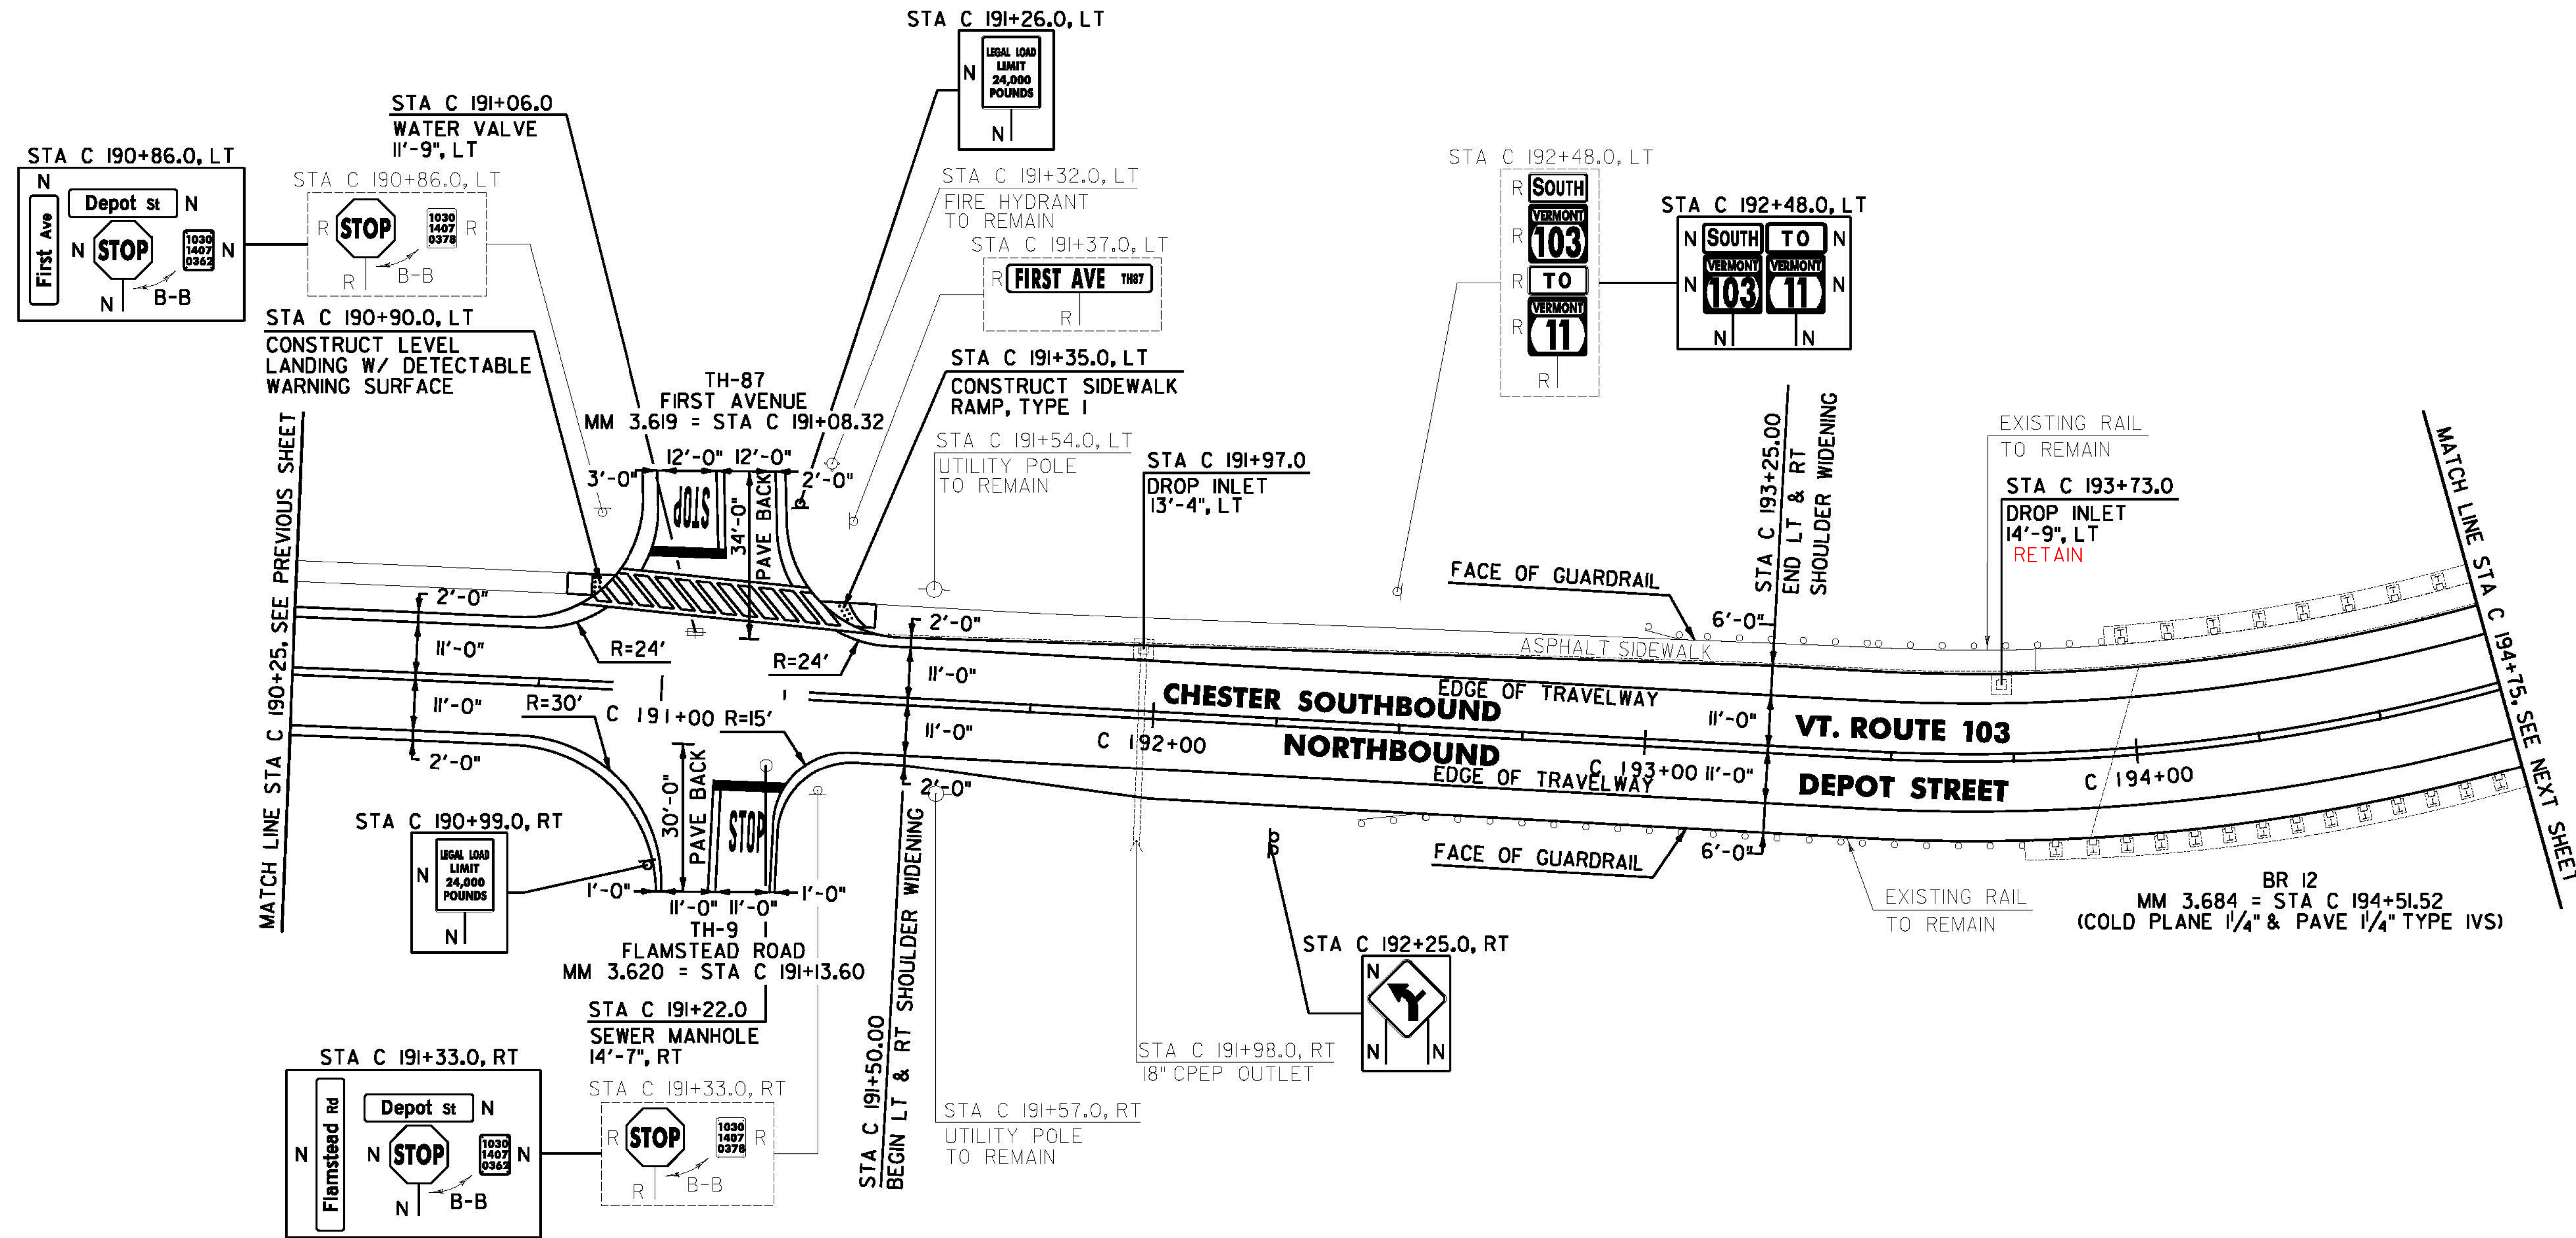 STA C 191+26.0, LT
N
LEGAL LOAD
LIMIT
24,000
POUNDS
N
STA C 191+06.0
WATER VALVE
11'-9", LT
STA C 190+86.0, LT
N
First Ave
Depot St N
N STOP
1030
1407
0362
N
N
B-B
STA C 190+86.0, LT
R STOP
1030
1407
0378
R
R
B-B
STA C 191+32.0, LT
FIRE HYDRANT
TO REMAIN
STA C 191+37.0, LT
R FIRST AVE TH87
R
STA C 192+48.0, LT
R SOUTH
R VERMONT
103
R TO
R VERMONT
11
R
STA C 192+48.0, LT
N SOUTH TO N
N VERMONT VERMONT N
103 11
N N
STA C 190+90.0, LT
CONSTRUCT LEVEL
LANDING W/ DETECTABLE
WARNING SURFACE
TH-87
FIRST AVENUE
MM 3.619 = STA C 191+08.32
STA C 191+35.0, LT
CONSTRUCT SIDEWALK
RAMP, TYPE I
STA C 191+54.0, LT
UTILITY POLE
TO REMAIN
STA C 191+97.0
DROP INLET
13'-4", LT
STA C 193+25.00
END LT & RT
SHOULDER WIDENING
EXISTING RAIL
TO REMAIN
STA C 193+73.0
DROP INLET
14'-9", LT
RETAIN
MATCH LINE STA C 190+25, SEE PREVIOUS SHEET
MATCH LINE STA C 194+75, SEE NEXT SHEET
12'-0" 12'-0"
3'-0"
2'-0"
STOP
34'-0"
PAVE BACK
FACE OF GUARDRAIL
2'-0"
11'-0"
11'-0"
2'-0"
R=24'
R=24'
2'-0"
11'-0"
11'-0"
2'-0"
6'-0"
ASPHALT SIDEWALK
EDGE OF TRAVELWAY
CHESTER SOUTHBOUND
NORTHBOUND
EDGE OF TRAVELWAY
11'-0"
11'-0"
6'-0"
VT. ROUTE 103
DEPOT STREET
R=30'
C 191+00
R=15'
C 192+00
C 193+00
C 194+00
30'-0"
PAVE BACK
STOP
1'-0"
11'-0" 11'-0"
1'-0"
STA C 190+99.0, RT
N
LEGAL LOAD
LIMIT
24,000
POUNDS
N
TH-9
FLAMSTEAD ROAD
MM 3.620 = STA C 191+13.60
STA C 191+22.0
SEWER MANHOLE
14'-7", RT
STA C 191+50.00
BEGIN LT & RT SHOULDER WIDENING
FACE OF GUARDRAIL
EXISTING RAIL
TO REMAIN
BR 12
MM 3.684 = STA C 194+51.52
(COLD PLANE 1¼" & PAVE 1¼" TYPE IVS)
STA C 192+25.0, RT
N
N N
STA C 191+98.0, RT
18" CPEP OUTLET
STA C 191+57.0, RT
UTILITY POLE
TO REMAIN
STA C 191+33.0, RT
N
Flamstead Rd
Depot St N
N STOP
1030
1407
0362
N
N
B-B
STA C 191+33.0, RT
R STOP
1030
1407
0378
R
R
B-B